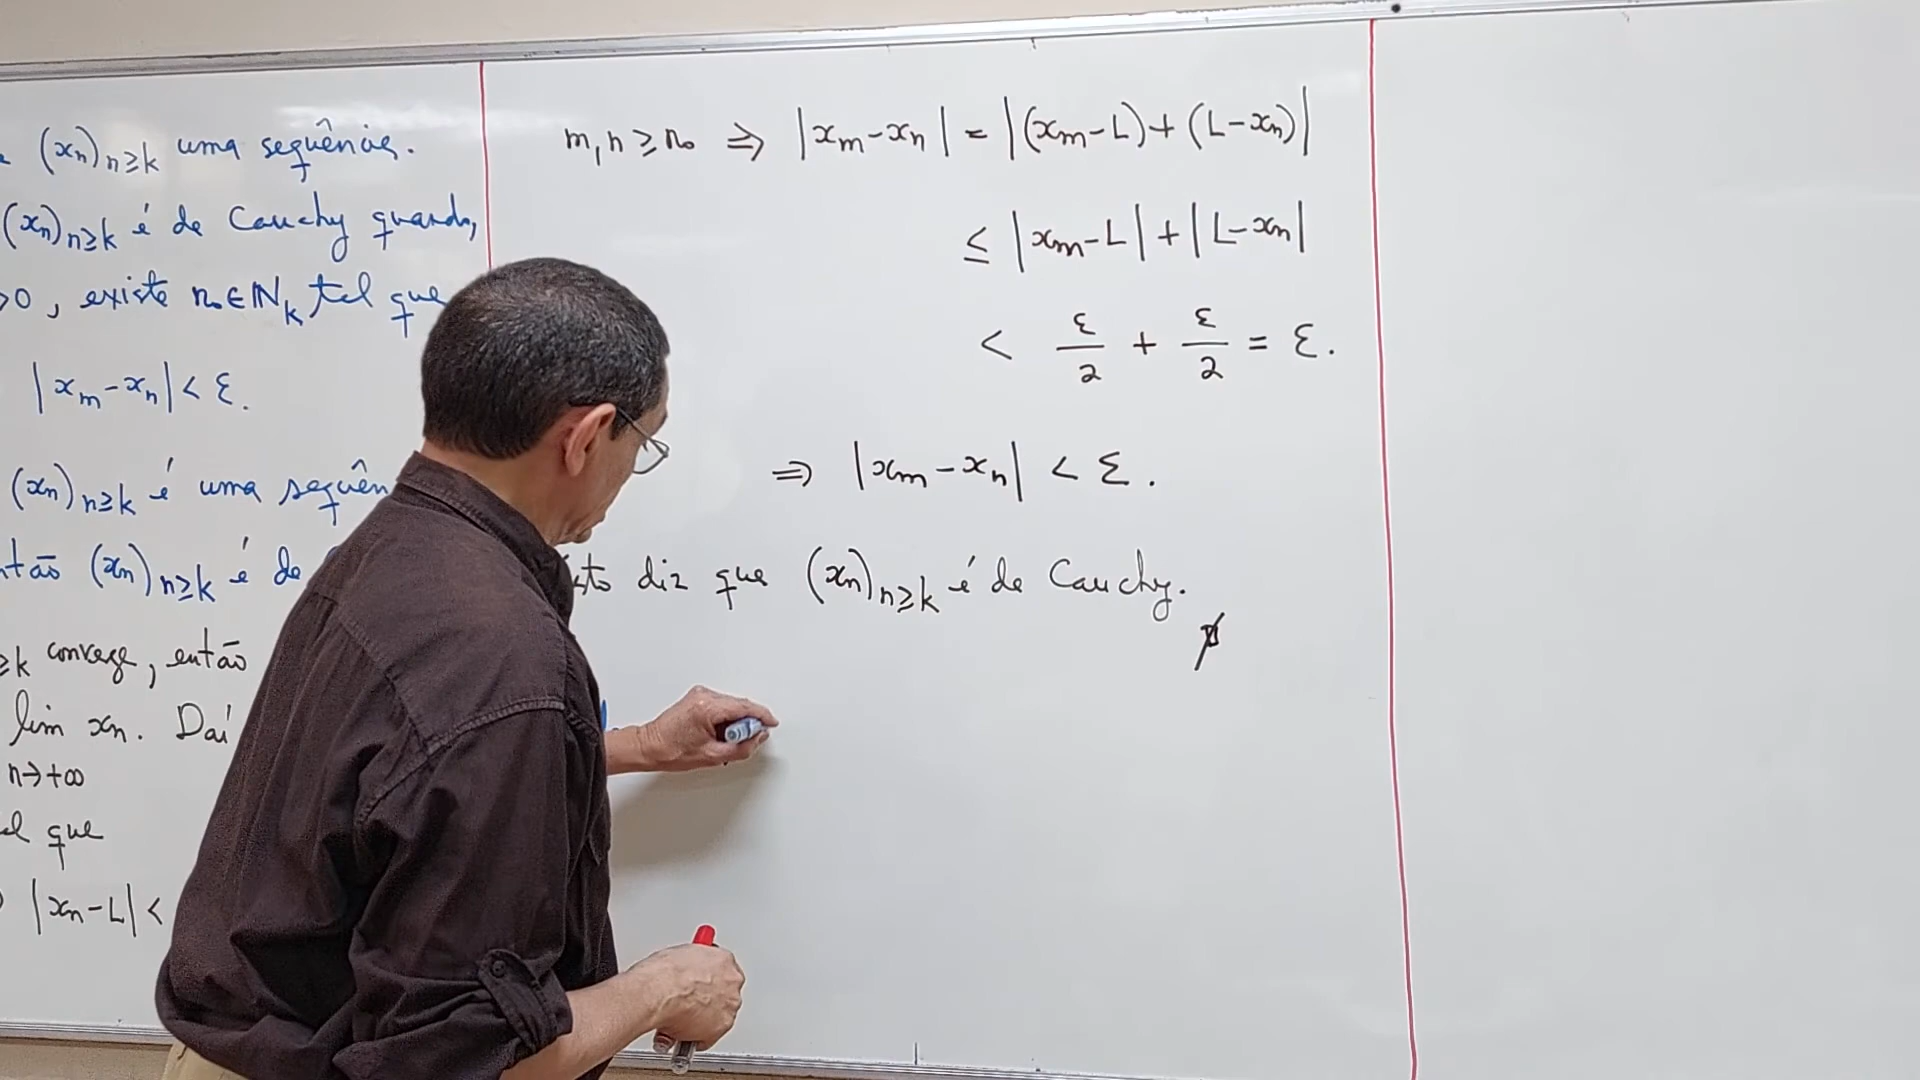 (xn)n≥k uma sequência.
(xn)n≥k é de Cauchy quando,
>0, existe n₀∈ℕk tal que
|xm-xn|<ε.
(xn)n≥k é uma sequên
ntão (xn)n≥k é de
≥k converge, então
lim xn. Daí
n→+∞
que
|xn-L|<
m,n≥n₀ ⇒ |xm-xn| = |(xm-L)+(L-xn)|
≤ |xm-L|+|L-xn|
< ε/2 + ε/2 = ε.
⇒ |xm-xn| < ε.
sto diz que (xn)n≥k é de Cauchy.